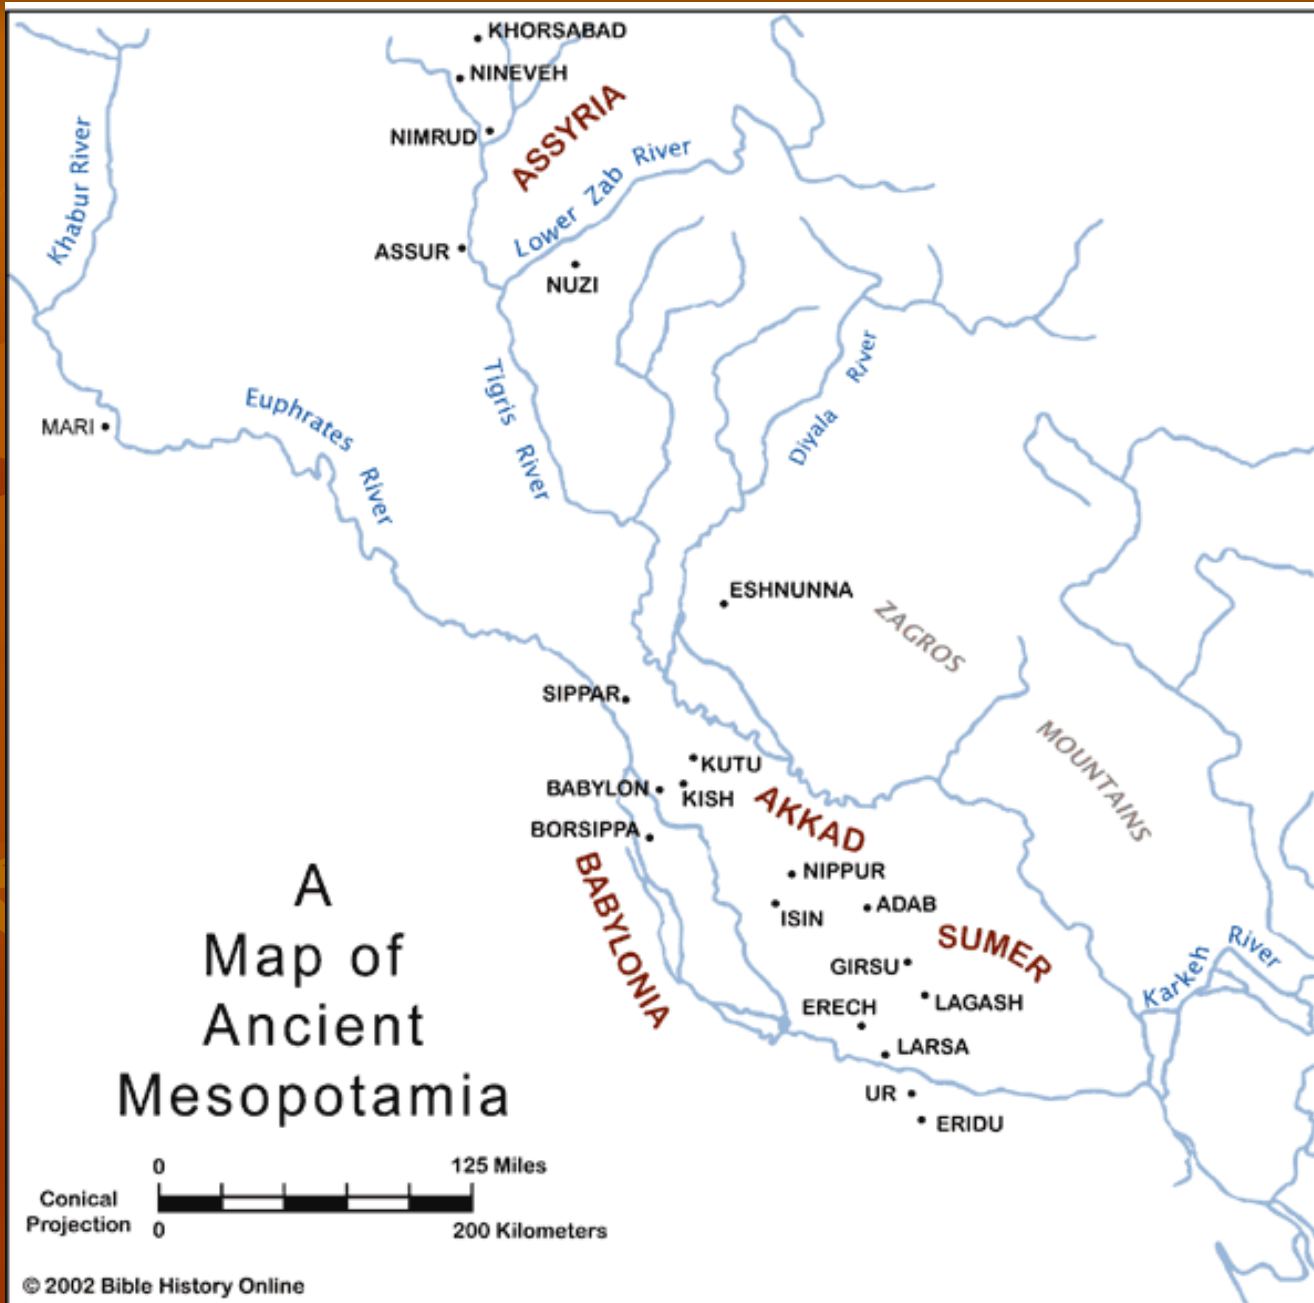 KHORSABAD
NINEVEH
NIMRUD
ASSYRIA
Khabur River
Lower Zab River
ASSUR
NUZI
Tigris River
Diyala River
MARI
Euphrates River
ESHNUNNA
ZAGROS
MOUNTAINS
SIPPAR
KUTU
BABYLON
KISH
AKKAD
BORSIPPA
BABYLONIA
NIPPUR
ISIN
ADAB
SUMER
GIRSU
LAGASH
Karkeh River
ERECH
LARSA
UR
ERIDU
A
Map of
Ancient
Mesopotamia
0 125 Miles
Conical
Projection
0 200 Kilometers
© 2002 Bible History Online